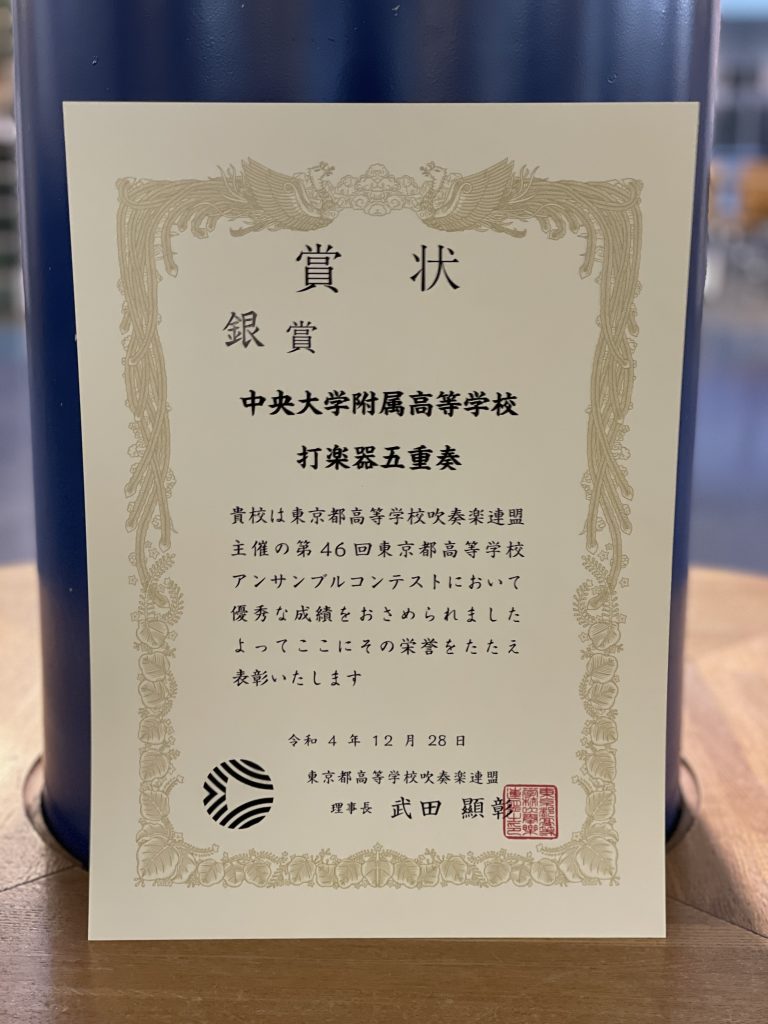 賞状
銀賞
中央大学附属高等学校
打楽器五重奏
貴校は東京都高等学校吹奏楽連盟
主催の第46回東京都高等学校
アンサンブルコンテストにおいて
優秀な成績をおさめられました
よってここにその栄誉をたたえ
表彰いたします
令和4年12月28日
東京都高等学校吹奏楽連盟
理事長 武田 顯彰